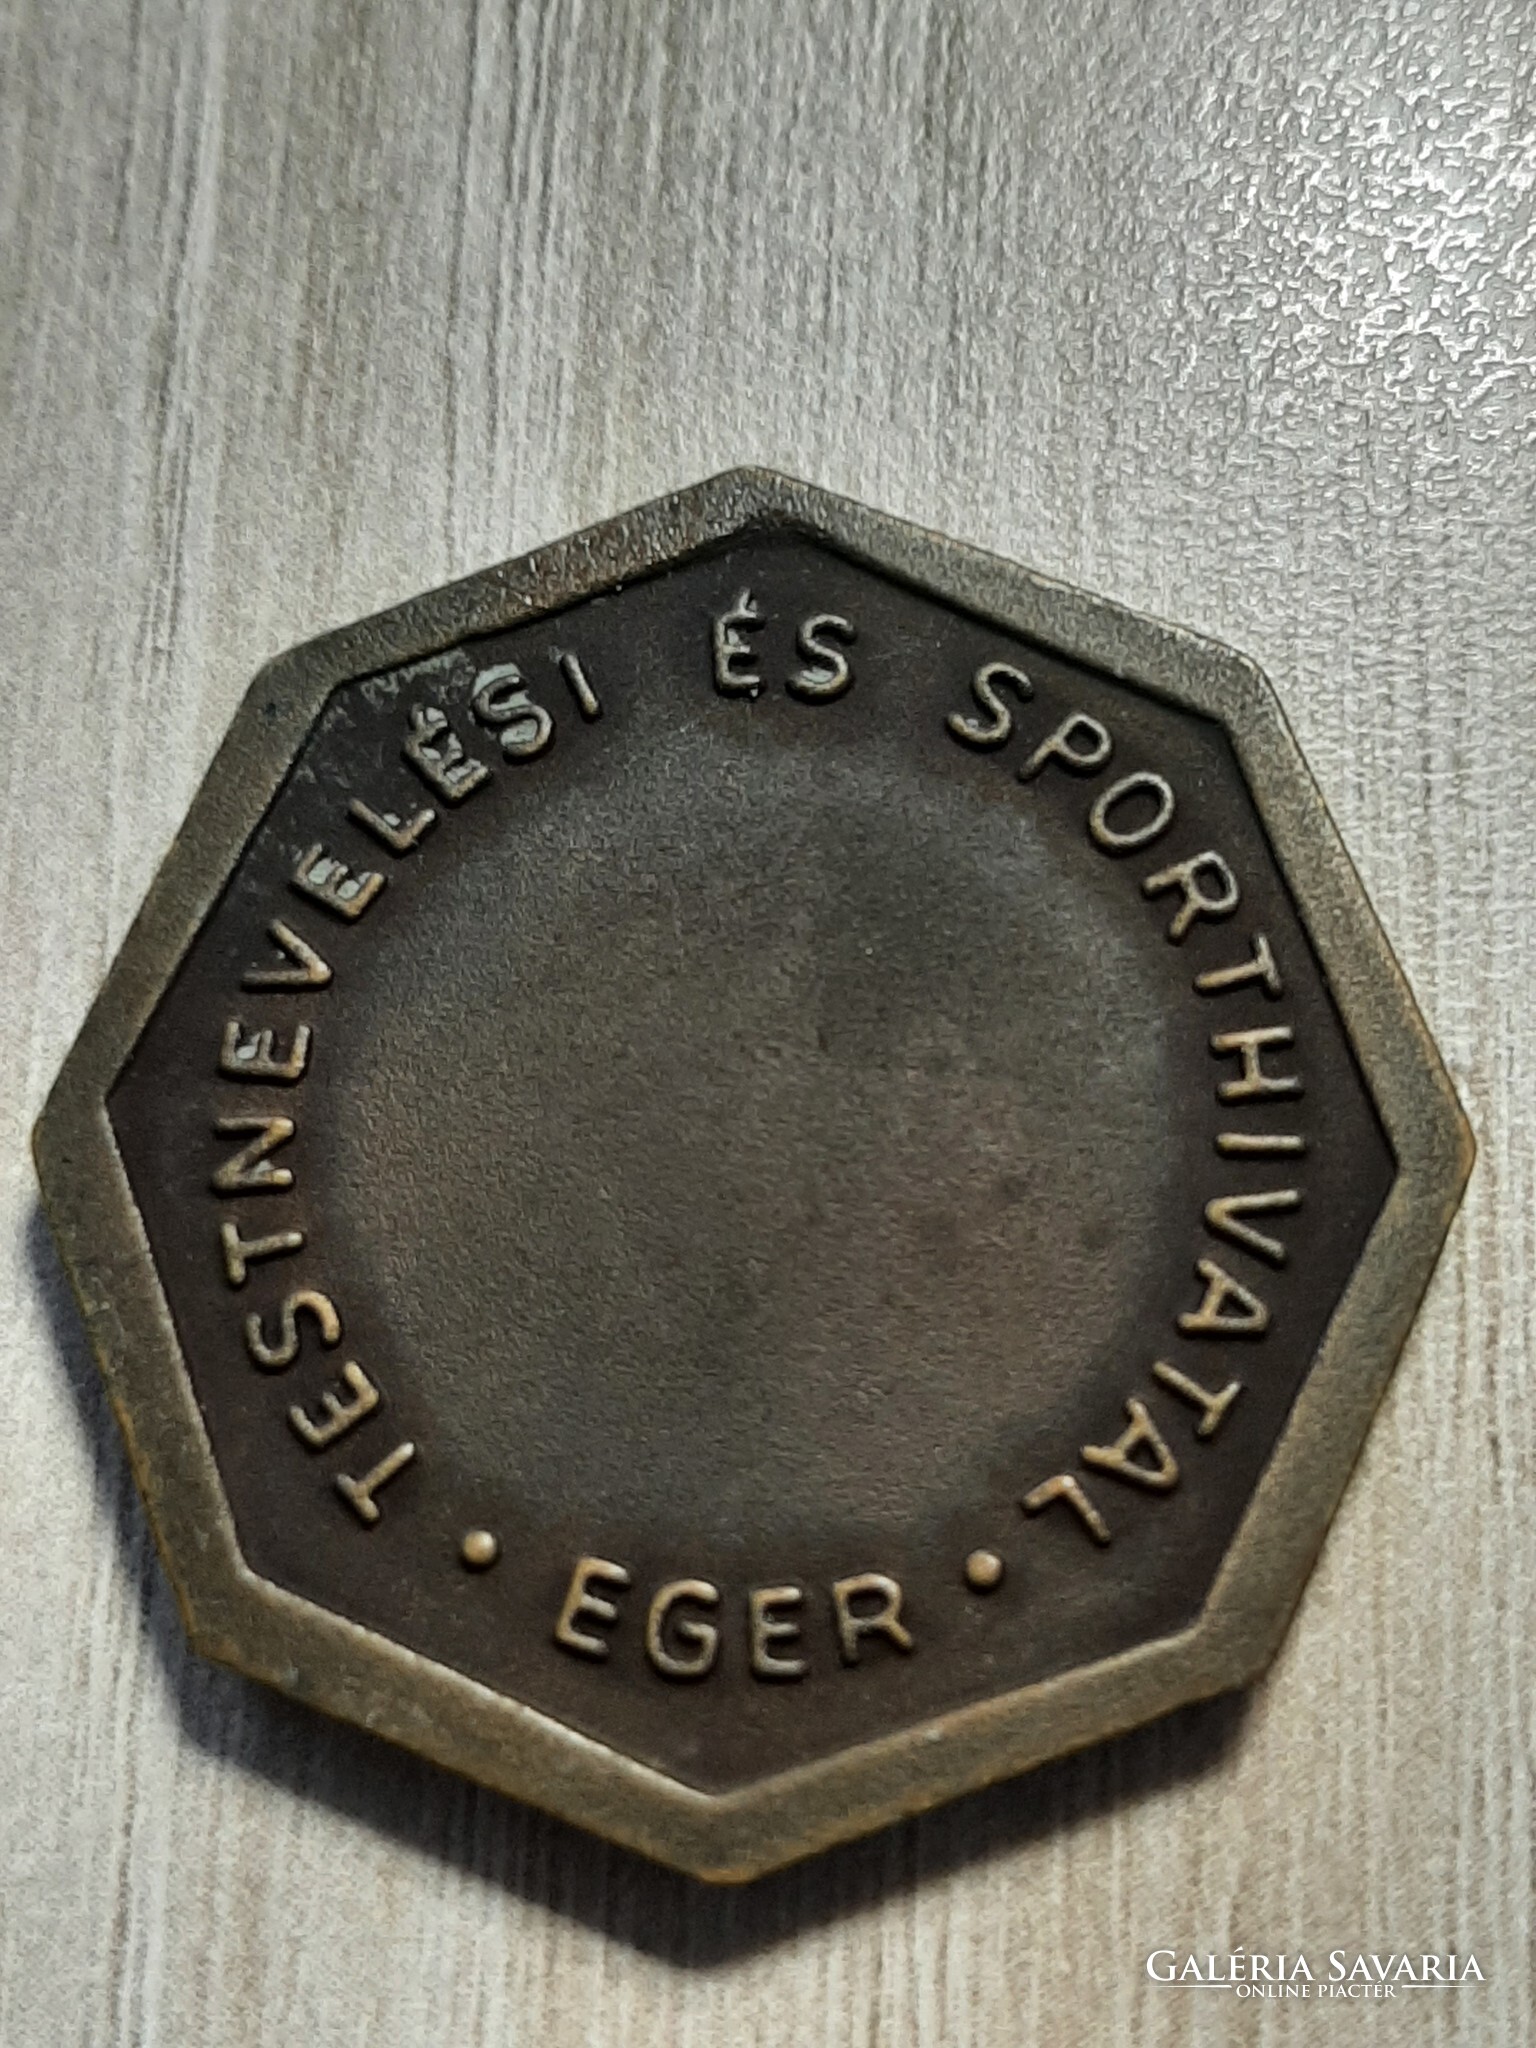 TESTNEVELÉSI ÉS SPORTHIVATAL
• EGER •
GALÉRIA SAVARIA
ONLINE PIACTÉR